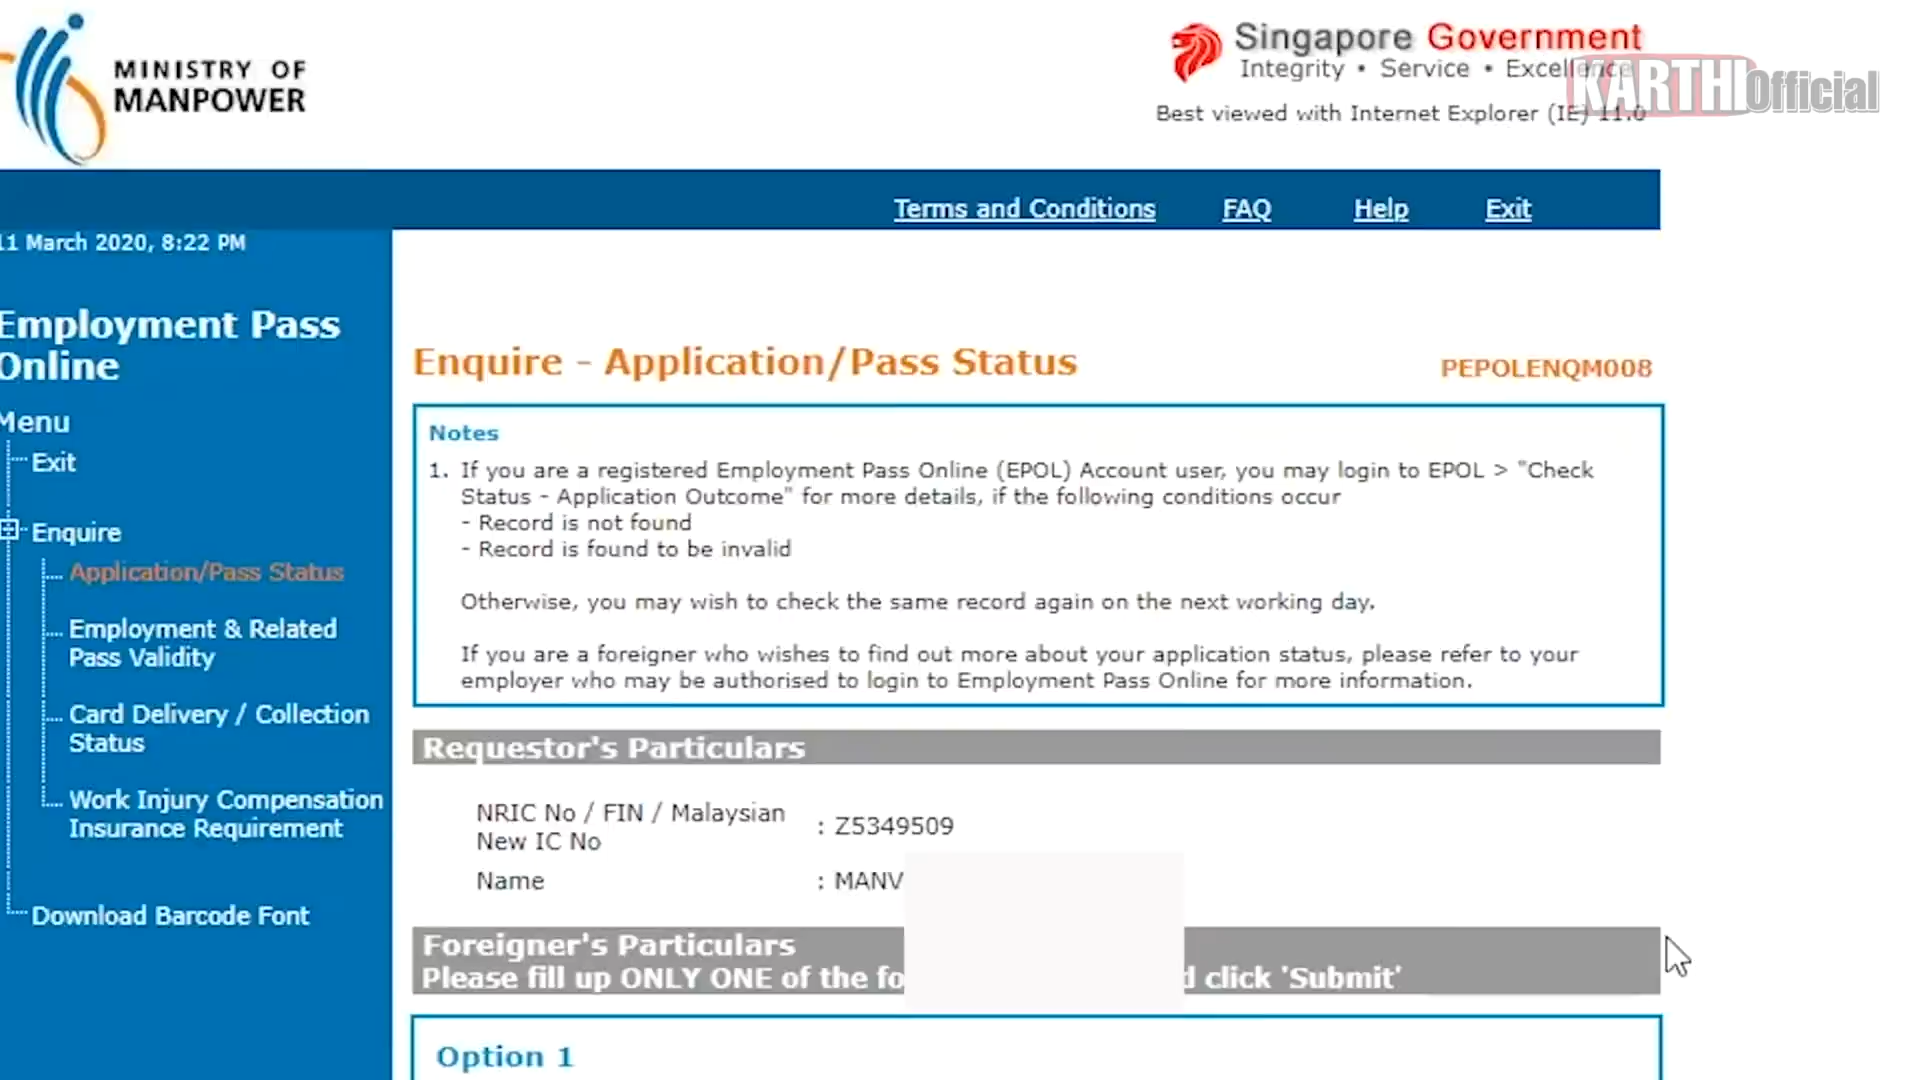 MINISTRY OF
MANPOWER
Singapore Government
Integrity • Service • Excellence
KARTHI Official
Best viewed with Internet Explorer (IE) 11.0
Terms and Conditions FAQ Help Exit
11 March 2020, 8:22 PM
Employment Pass
Online
Menu
Exit
Enquire
Application/Pass Status
Employment & Related
Pass Validity
Card Delivery / Collection
Status
Work Injury Compensation
Insurance Requirement
Download Barcode Font
Enquire - Application/Pass Status PEPOLENQM008
Notes
1. If you are a registered Employment Pass Online (EPOL) Account user, you may login to EPOL > "Check
Status - Application Outcome" for more details, if the following conditions occur
- Record is not found
- Record is found to be invalid
Otherwise, you may wish to check the same record again on the next working day.
If you are a foreigner who wishes to find out more about your application status, please refer to your
employer who may be authorised to login to Employment Pass Online for more information.
Requestor's Particulars
NRIC No / FIN / Malaysian
New IC No : Z5349509
Name : MANV
Foreigner's Particulars
Please fill up ONLY ONE of the fo d click 'Submit'
Option 1